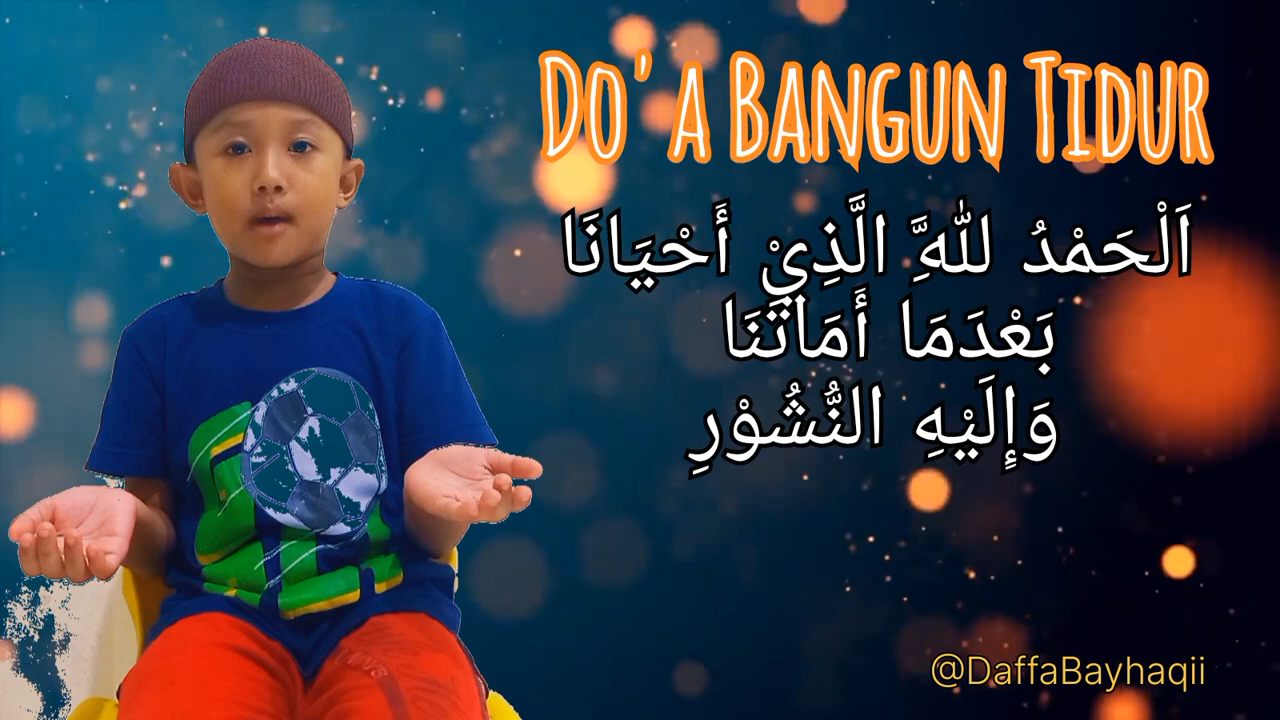 Do'a Bangun Tidur
اَلْحَمْدُ للهَِّ الَّذِيْ أَحْيَانَا
بَعْدَمَا أَمَاتَنَا
وَإِلَيْهِ النُّشُوْرِ
@DaffaBayhaqii